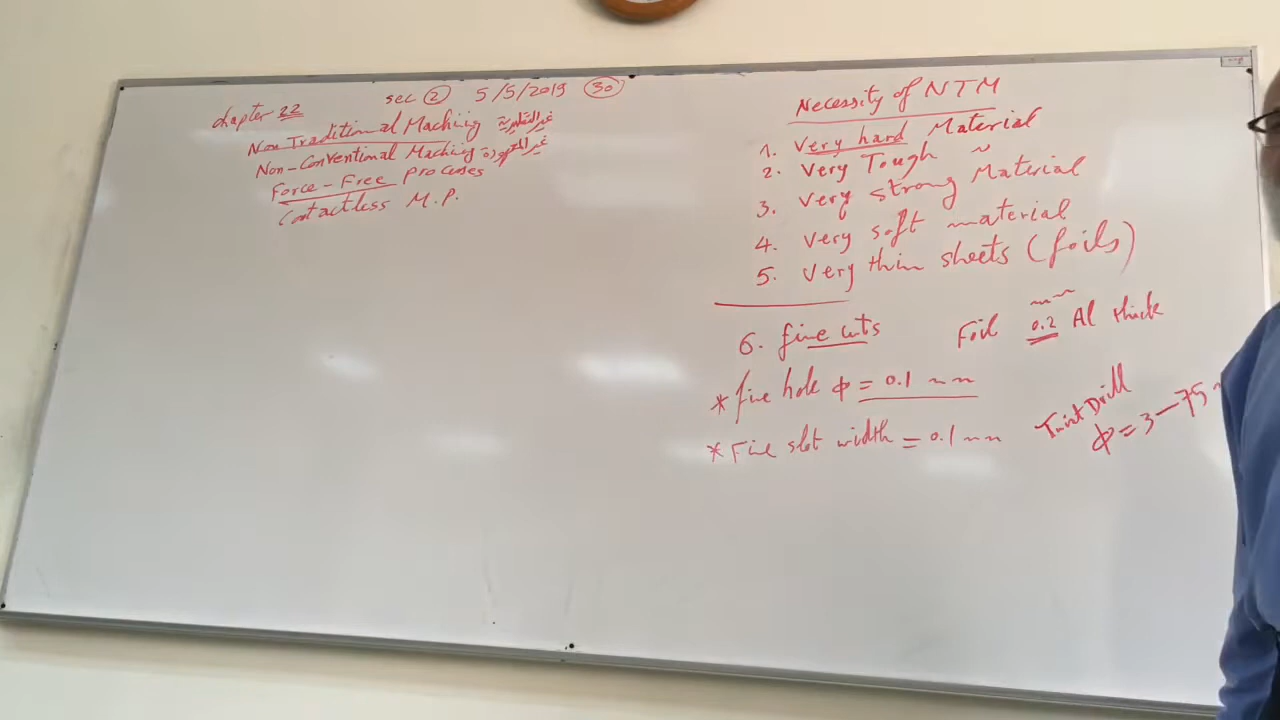 sec 2 5/5/2019 30
chapter 22
Non Traditional Machiig غير التقليدية
Non-Conventional Machiig
Force-Free Processes
Contactless M.P.
Necessity of NTM
1. Very hard Material
2. Very Tough ~
3. Very strong Material
4. Very soft material
5. Very thin sheets (foils)
6. fine cuts
Foil 0.2 mm Al thick
* fine hole φ = 0.1 mm
* Fine slot width = 0.1 mm
Twist Drill
φ = 3-75